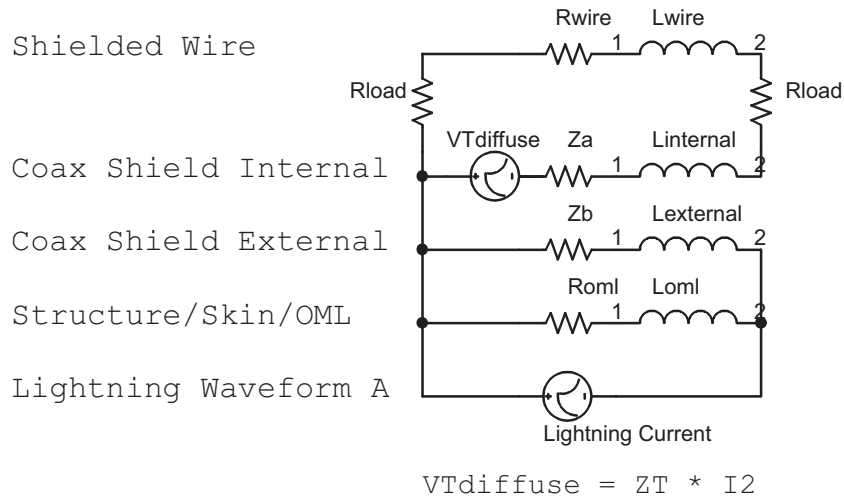 Rwire Lwire
Shielded Wire
1 2
Rload Rload
VTdiffuse Za Linternal
Coax Shield Internal
+ - 1 2
Zb Lexternal
Coax Shield External
1 2
Roml Loml
Structure/Skin/OML
1 2
Lightning Waveform A
+ -
Lightning Current
VTdiffuse = ZT * I2